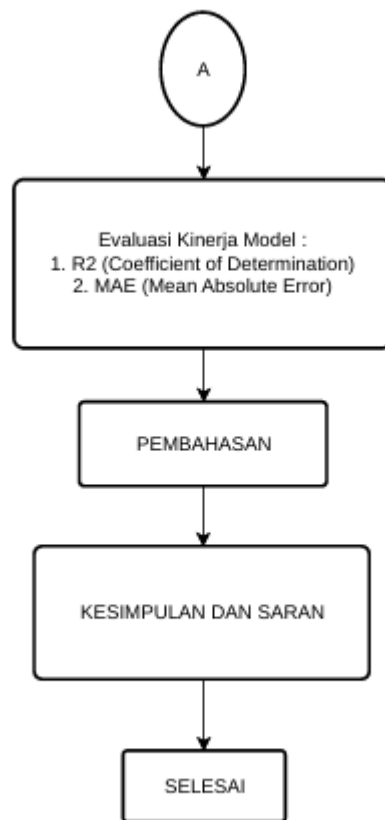 A
Evaluasi Kinerja Model :
1. R2 (Coefficient of Determination)
2. MAE (Mean Absolute Error)
PEMBAHASAN
KESIMPULAN DAN SARAN
SELESAI